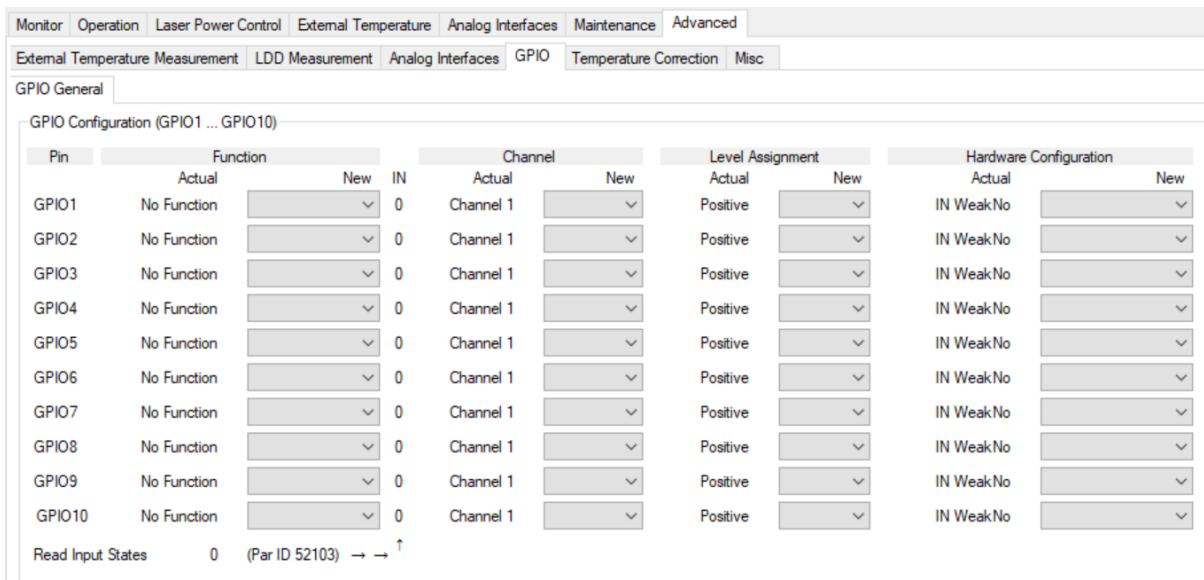 Monitor Operation Laser Power Control External Temperature Analog Interfaces Maintenance Advanced
External Temperature Measurement LDD Measurement Analog Interfaces GPIO Temperature Correction Misc
GPIO General
GPIO Configuration (GPIO1 ... GPIO10)
Pin Function Channel Level Assignment Hardware Configuration
Actual New IN Actual New Actual New Actual New
GPIO1 No Function 0 Channel 1 Positive IN WeakNo
GPIO2 No Function 0 Channel 1 Positive IN WeakNo
GPIO3 No Function 0 Channel 1 Positive IN WeakNo
GPIO4 No Function 0 Channel 1 Positive IN WeakNo
GPIO5 No Function 0 Channel 1 Positive IN WeakNo
GPIO6 No Function 0 Channel 1 Positive IN WeakNo
GPIO7 No Function 0 Channel 1 Positive IN WeakNo
GPIO8 No Function 0 Channel 1 Positive IN WeakNo
GPIO9 No Function 0 Channel 1 Positive IN WeakNo
GPIO10 No Function 0 Channel 1 Positive IN WeakNo
Read Input States 0 (Par ID 52103) → → ↑